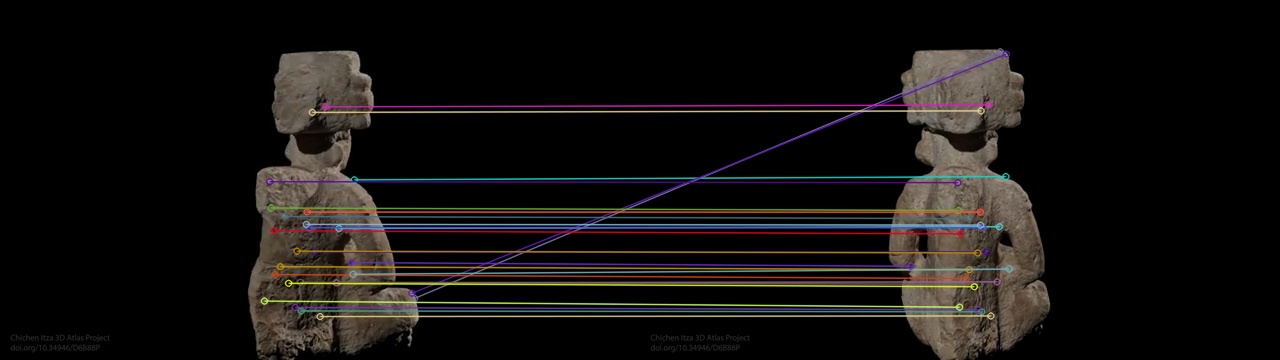 Chichen Itza 3D Atlas Project
doi.org/10.34946/D6B88P
Chichen Itza 3D Atlas Project
doi.org/10.34946/D6B88P